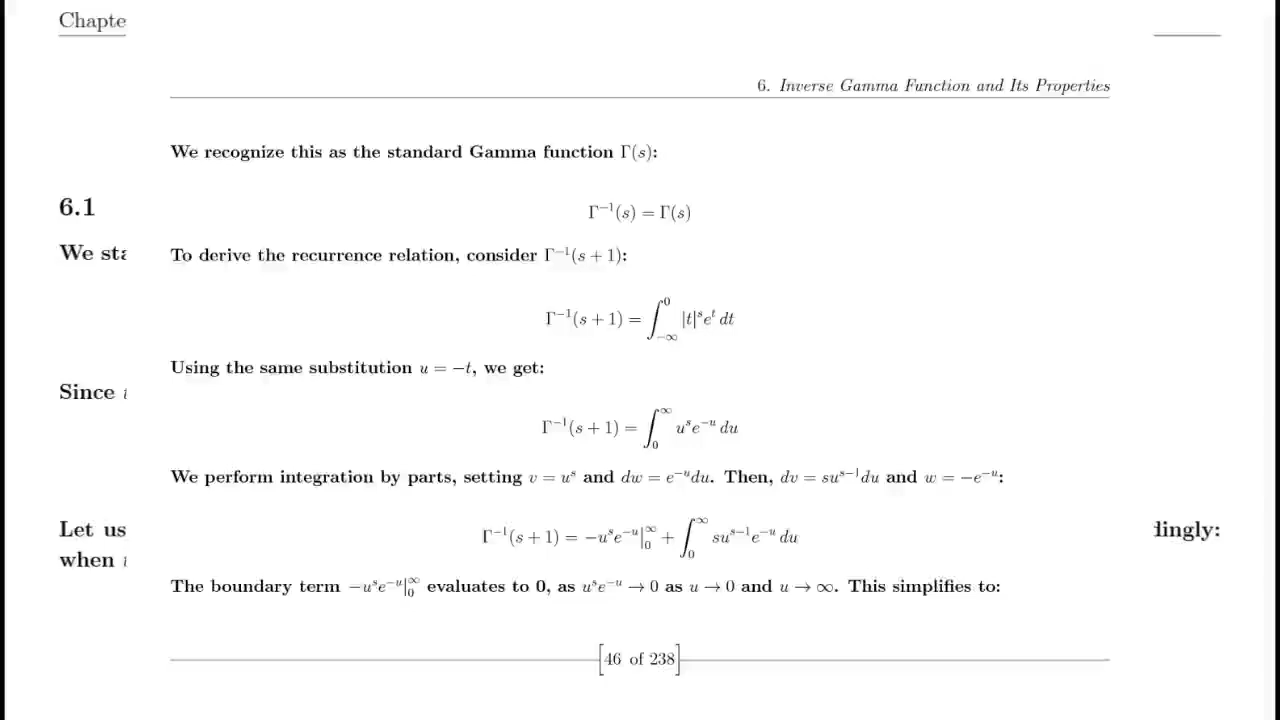 Chapte
6. Inverse Gamma Function and Its Properties
We recognize this as the standard Gamma function Γ(s):
6.1
Γ⁻¹(s) = Γ(s)
We sta
To derive the recurrence relation, consider Γ⁻¹(s + 1):
Γ⁻¹(s + 1) = ∫_{−∞}^{0} |t|^s e^t dt
Using the same substitution u = −t, we get:
Since t
Γ⁻¹(s + 1) = ∫_{0}^{∞} u^s e^{−u} du
We perform integration by parts, setting v = u^s and dw = e^{−u}du. Then, dv = su^{s−1}du and w = −e^{−u}:
Let us
dingly:
Γ⁻¹(s + 1) = −u^s e^{−u}|_{0}^{∞} + ∫_{0}^{∞} su^{s−1}e^{−u} du
when t
The boundary term −u^s e^{−u}|_{0}^{∞} evaluates to 0, as u^s e^{−u} → 0 as u → 0 and u → ∞. This simplifies to:
[46 of 238]